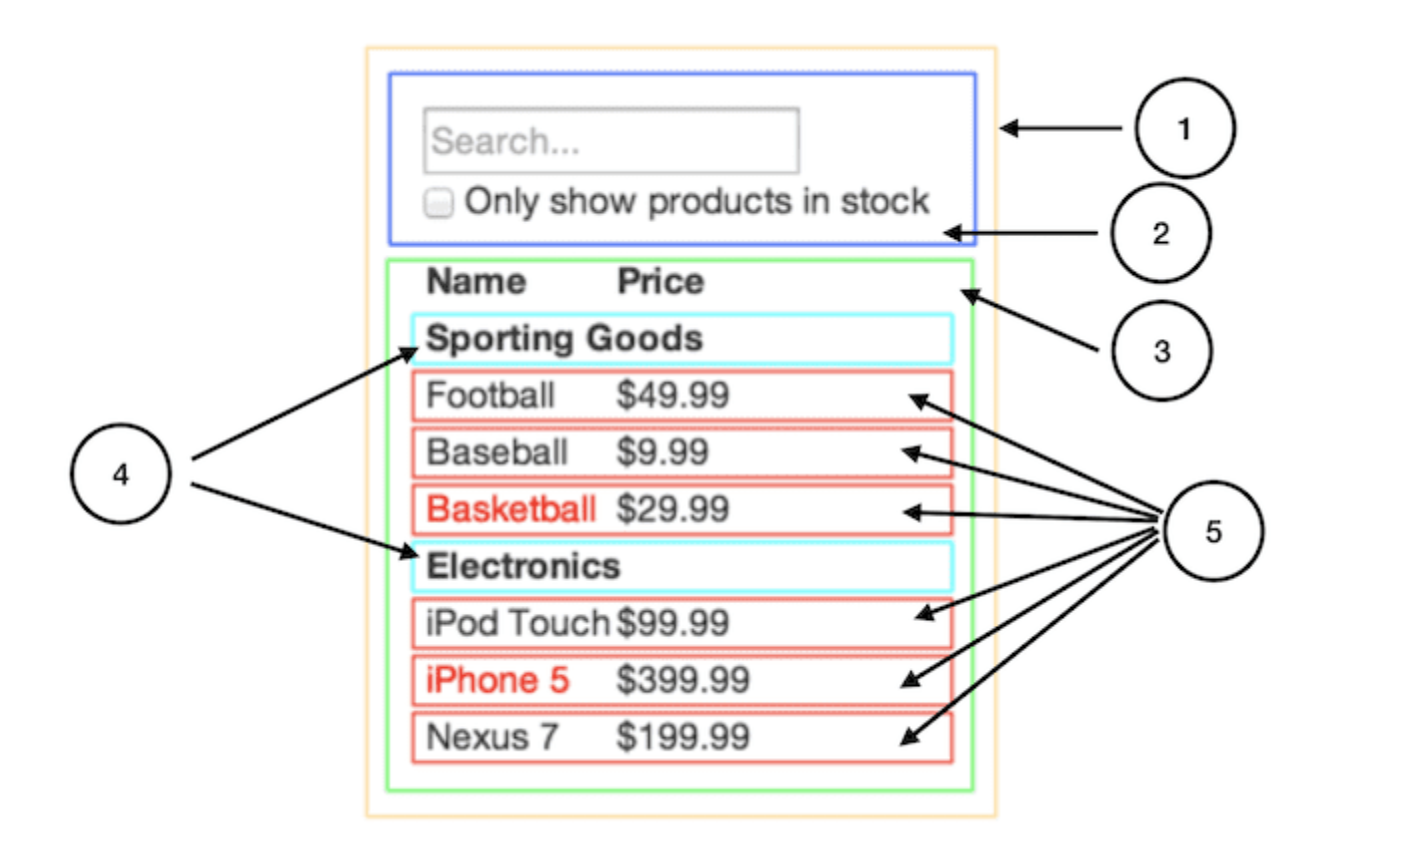 Search...
Only show products in stock
Name Price
Sporting Goods
Football $49.99
Baseball $9.99
Basketball $29.99
Electronics
iPod Touch $99.99
iPhone 5 $399.99
Nexus 7 $199.99
1
2
3
4
5